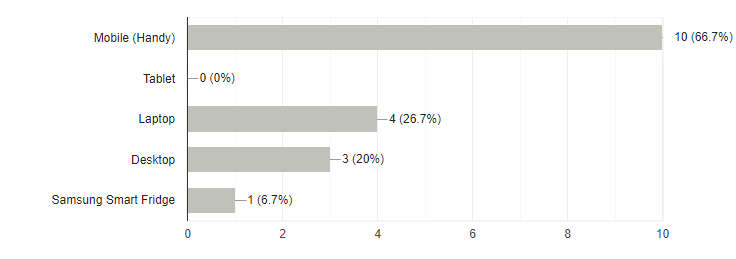 Mobile (Handy) 10 (66.7%)
Tablet 0 (0%)
Laptop 4 (26.7%)
Desktop 3 (20%)
Samsung Smart Fridge 1 (6.7%)
0 2 4 6 8 10